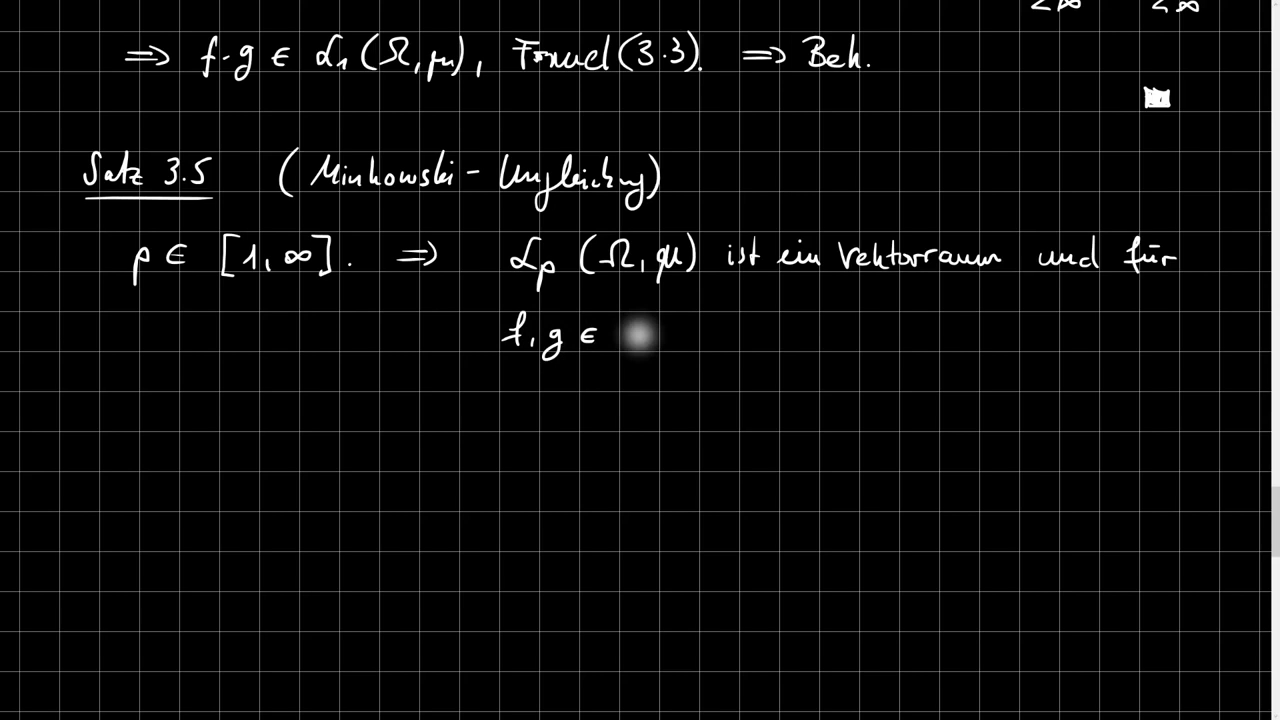 <∞ <∞
⟹ f·g ∈ ℒ₁(Ω,μ), Formel (3.3). ⟹ Beh.
Satz 3.5 (Minkowski-Ungleichung)
p ∈ [1,∞]. ⟹ ℒₚ(Ω,μ) ist ein Vektorraum und für
f,g ∈